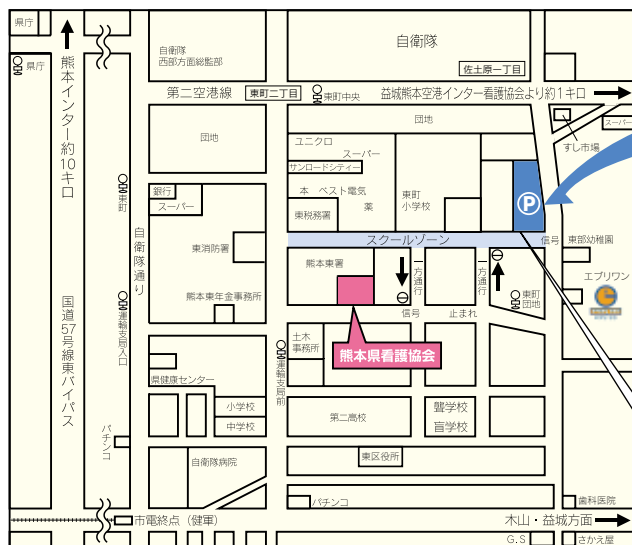 県庁
県庁
熊本インター約10キロ
国道57号線東バイパス
自衛隊
西部方面総監部
自衛隊
佐土原一丁目
第二空港線
東町二丁目
東町中央
益城熊本空港インター看護協会より約1キロ
団地
団地
スーパー
すし市場
ユニクロ
スーパー
サンロードシティー
本
ベスト電気
薬
東税務署
東町
小学校
P
東町
銀行
スーパー
自衛隊通り
東消防署
スクールゾーン
信号
東部幼稚園
熊本東署
一方通行
一方通行
エブリワン
東町
団地
熊本東年金事務所
運輸支局入口
信号
止まれ
土木
事務所
熊本県看護協会
運輸支局前
県健康センター
小学校
中学校
第二高校
聾学校
盲学校
パチンコ
自衛隊病院
東区役所
パチンコ
歯科医院
市電終点（健軍）
木山・益城方面
G.S
さかえ屋